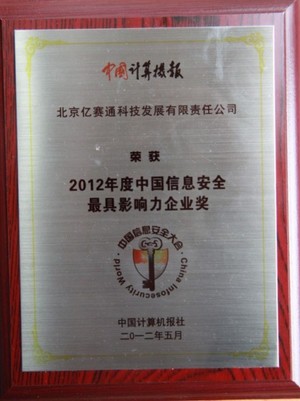 中国计算机报
北京亿赛通科技发展有限责任公司
荣获
2012年度中国信息安全
最具影响力企业奖
中国信息安全大会
China Infosecurity World
中国计算机报社
二〇一二年五月